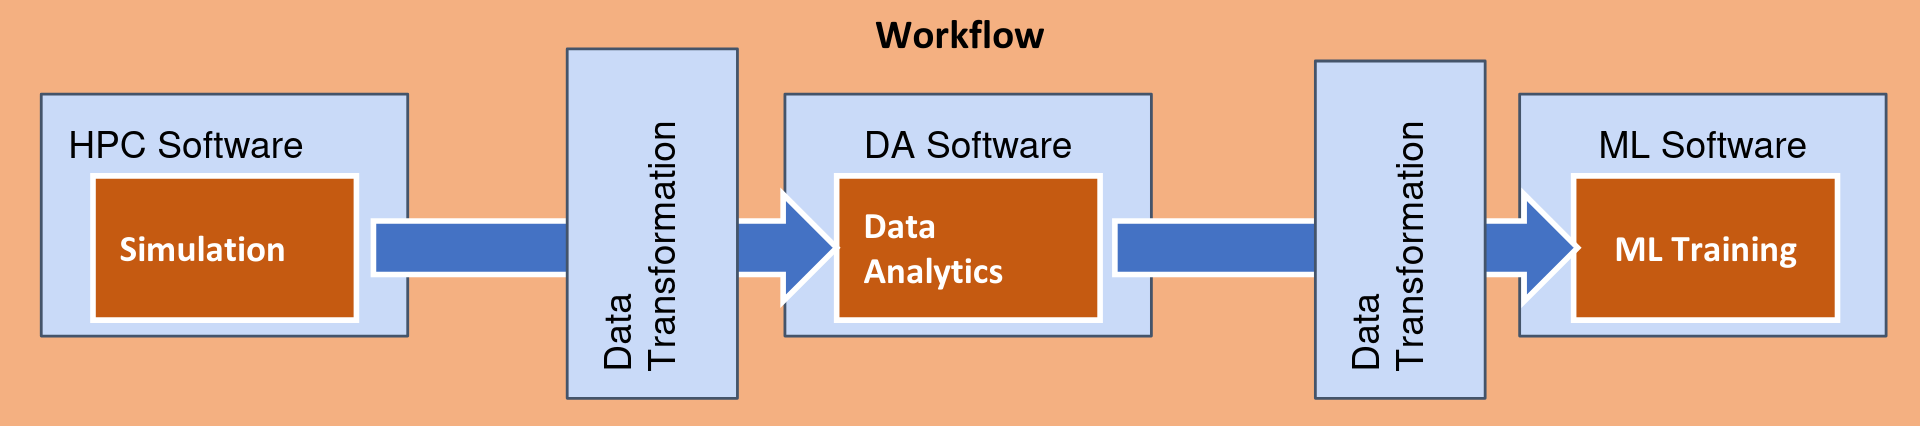 Workflow
HPC Software
Simulation
Data
Transformation
DA Software
Data
Analytics
Data
Transformation
ML Software
ML Training